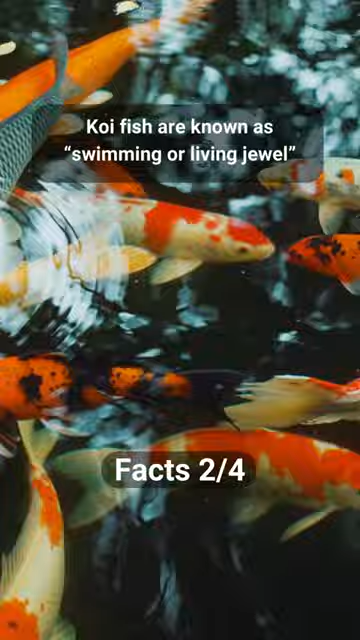 Koi fish are known as
“swimming or living jewel”
Facts 2/4